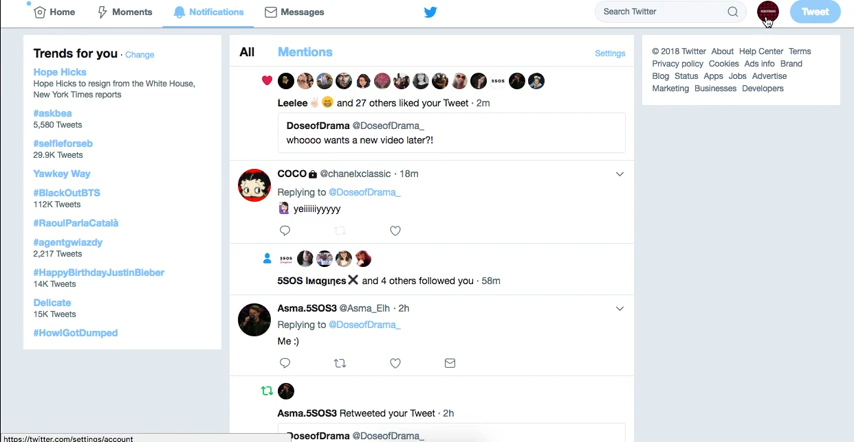 Home Moments Notifications Messages Search Twitter Tweet
Trends for you · Change
Hope Hicks
Hope Hicks to resign from the White House,
New York Times reports
#askbea
5,580 Tweets
#selfieforseb
29.9K Tweets
Yawkey Way
#BlackOutBTS
112K Tweets
#RaoulParlaCatalà
#agentgwiazdy
2,217 Tweets
#HappyBirthdayJustinBieber
14K Tweets
Delicate
15K Tweets
#HowIGotDumped
All Mentions Settings
Leelee✌🏻😁 and 27 others liked your Tweet · 2m
DoseofDrama @DoseofDrama_
whoooo wants a new video later?!
COCO @chanelxclassic · 18m
Replying to @DoseofDrama_
yeiiiiiiyyyyy
5SOS Iмαgιηєs✖ and 4 others followed you · 58m
Asma.5SOS3 @Asma_Elh · 2h
Replying to @DoseofDrama_
Me :)
Asma.5SOS3 Retweeted your Tweet · 2h
DoseofDrama @DoseofDrama_
© 2018 Twitter About Help Center Terms
Privacy policy Cookies Ads info Brand
Blog Status Apps Jobs Advertise
Marketing Businesses Developers
https://twitter.com/settings/account